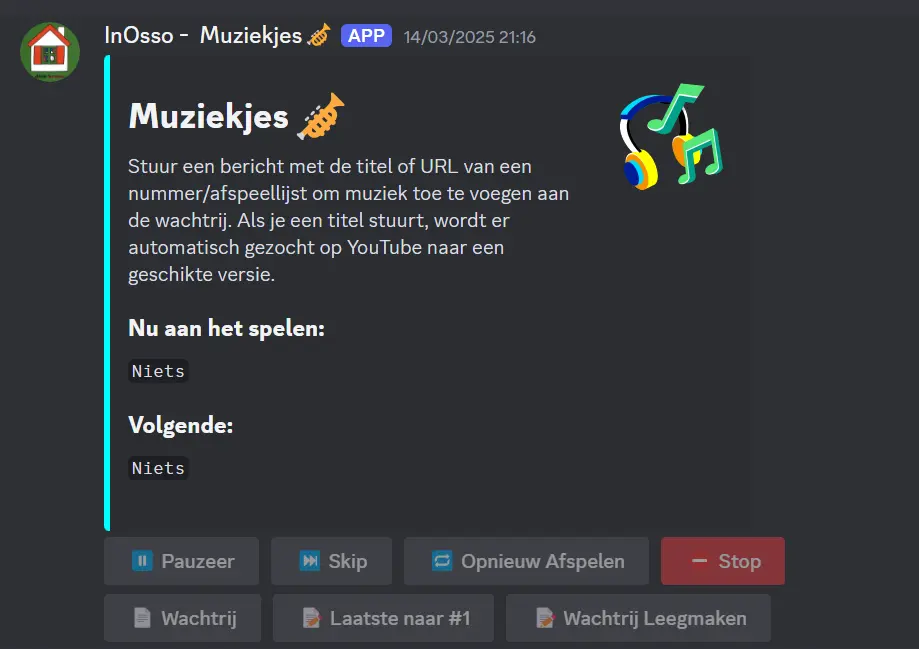 InOsso - Muziekjes🎺 APP 14/03/2025 21:16
Muziekjes 🎺
Stuur een bericht met de titel of URL van een
nummer/afspeellijst om muziek toe te voegen aan
de wachtrij. Als je een titel stuurt, wordt er
automatisch gezocht op YouTube naar een
geschikte versie.
Nu aan het spelen:
Niets
Volgende:
Niets
Pauzeer Skip Opnieuw Afspelen Stop
Wachtrij Laatste naar #1 Wachtrij Leegmaken